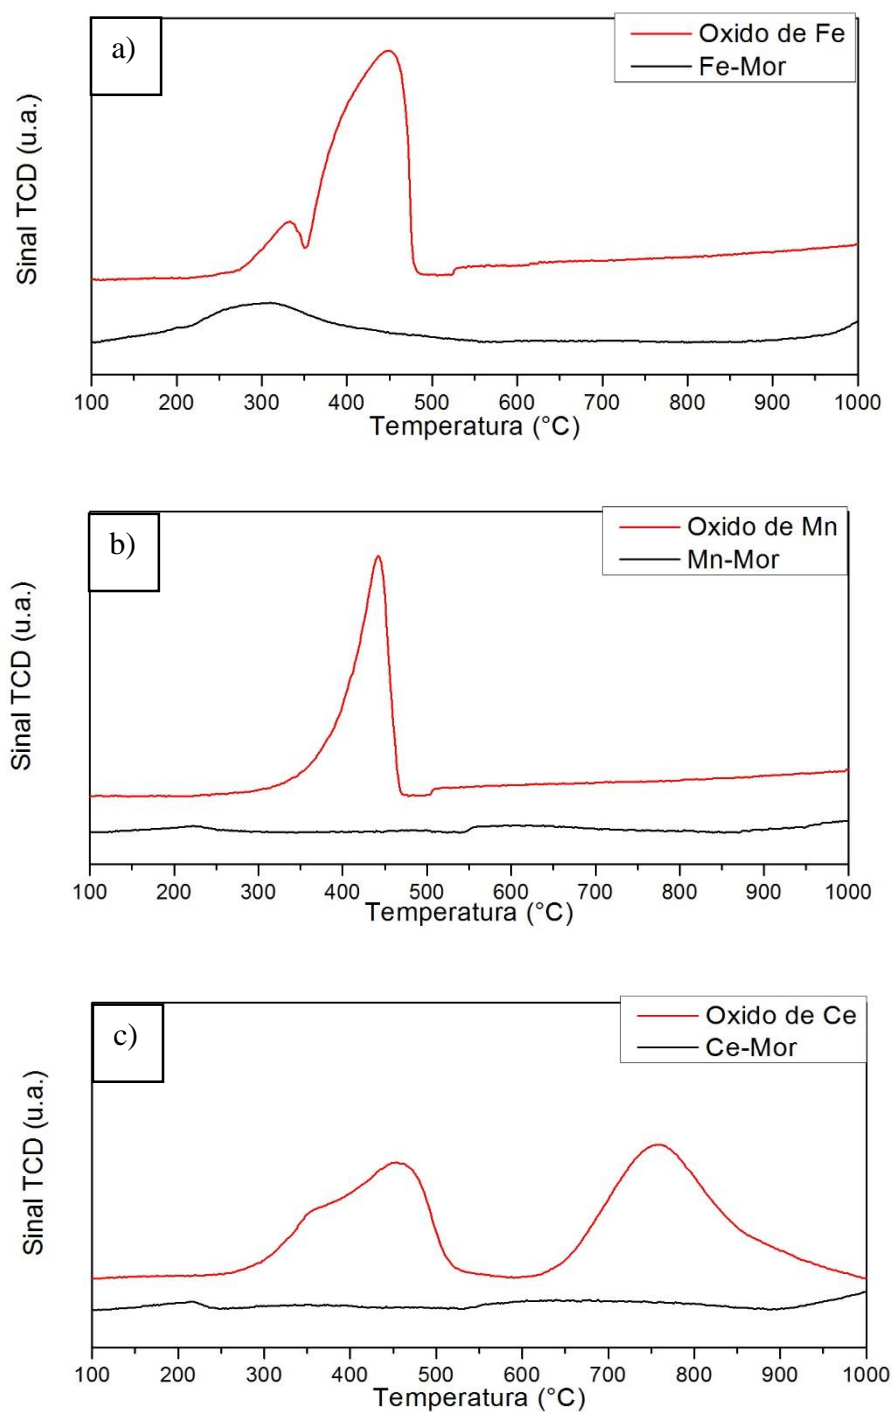 a)
Oxido de Fe
Fe-Mor
Sinal TCD (u.a.)
100 200 300 400 500 600 700 800 900 1000
Temperatura (°C)
b)
Oxido de Mn
Mn-Mor
Sinal TCD (u.a.)
100 200 300 400 500 600 700 800 900 1000
Temperatura (°C)
c)
Oxido de Ce
Ce-Mor
Sinal TCD (u.a.)
100 200 300 400 500 600 700 800 900 1000
Temperatura (°C)